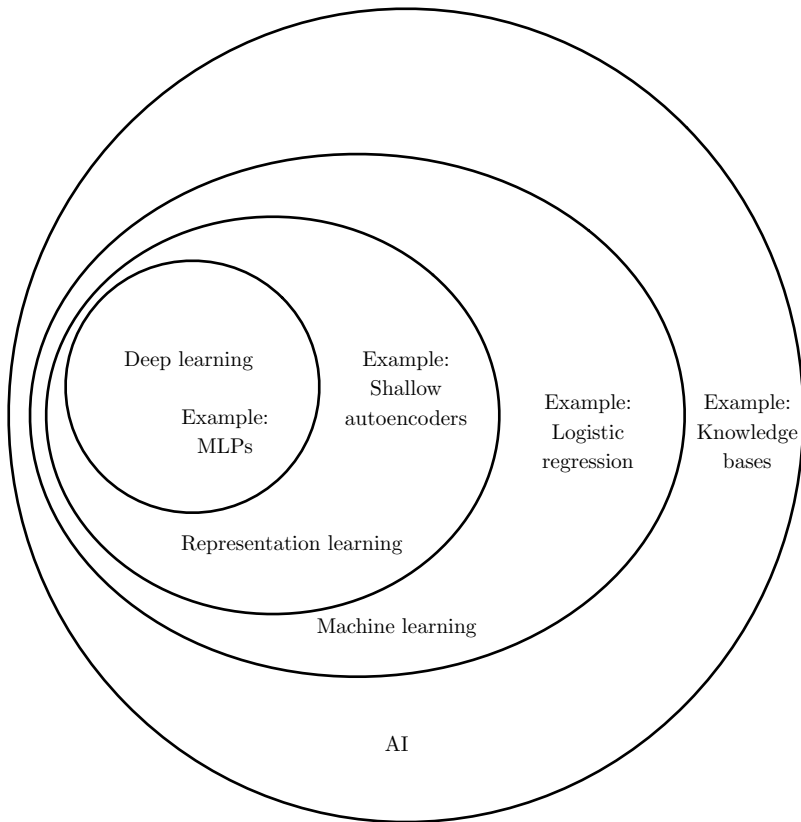 Deep learning
Example:
MLPs
Example:
Shallow
autoencoders
Example:
Logistic
regression
Example:
Knowledge
bases
Representation learning
Machine learning
AI